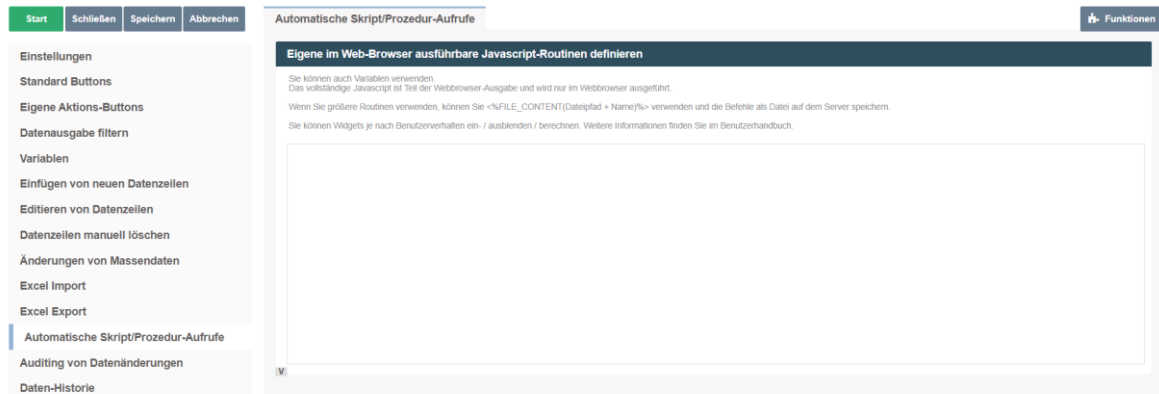 Start Schließen Speichern Abbrechen
Automatische Skript/Prozedur-Aufrufe
Funktionen
Einstellungen
Standard Buttons
Eigene Aktions-Buttons
Datenausgabe filtern
Variablen
Einfügen von neuen Datenzeilen
Editieren von Datenzeilen
Datenzeilen manuell löschen
Änderungen von Massendaten
Excel Import
Excel Export
Automatische Skript/Prozedur-Aufrufe
Auditing von Datenänderungen
Daten-Historie
Eigene im Web-Browser ausführbare Javascript-Routinen definieren
Sie können auch Variablen verwenden.
Das vollständige Javascript ist Teil der Webbrowser-Ausgabe und wird nur im Webbrowser ausgeführt.
Wenn Sie größere Routinen verwenden, können Sie <%FILE_CONTENT(Dateipfad + Name)%> verwenden und die Befehle als Datei auf dem Server speichern.
Sie können Widgets je nach Benutzerverhalten ein- / ausblenden / berechnen. Weitere Informationen finden Sie im Benutzerhandbuch.
V